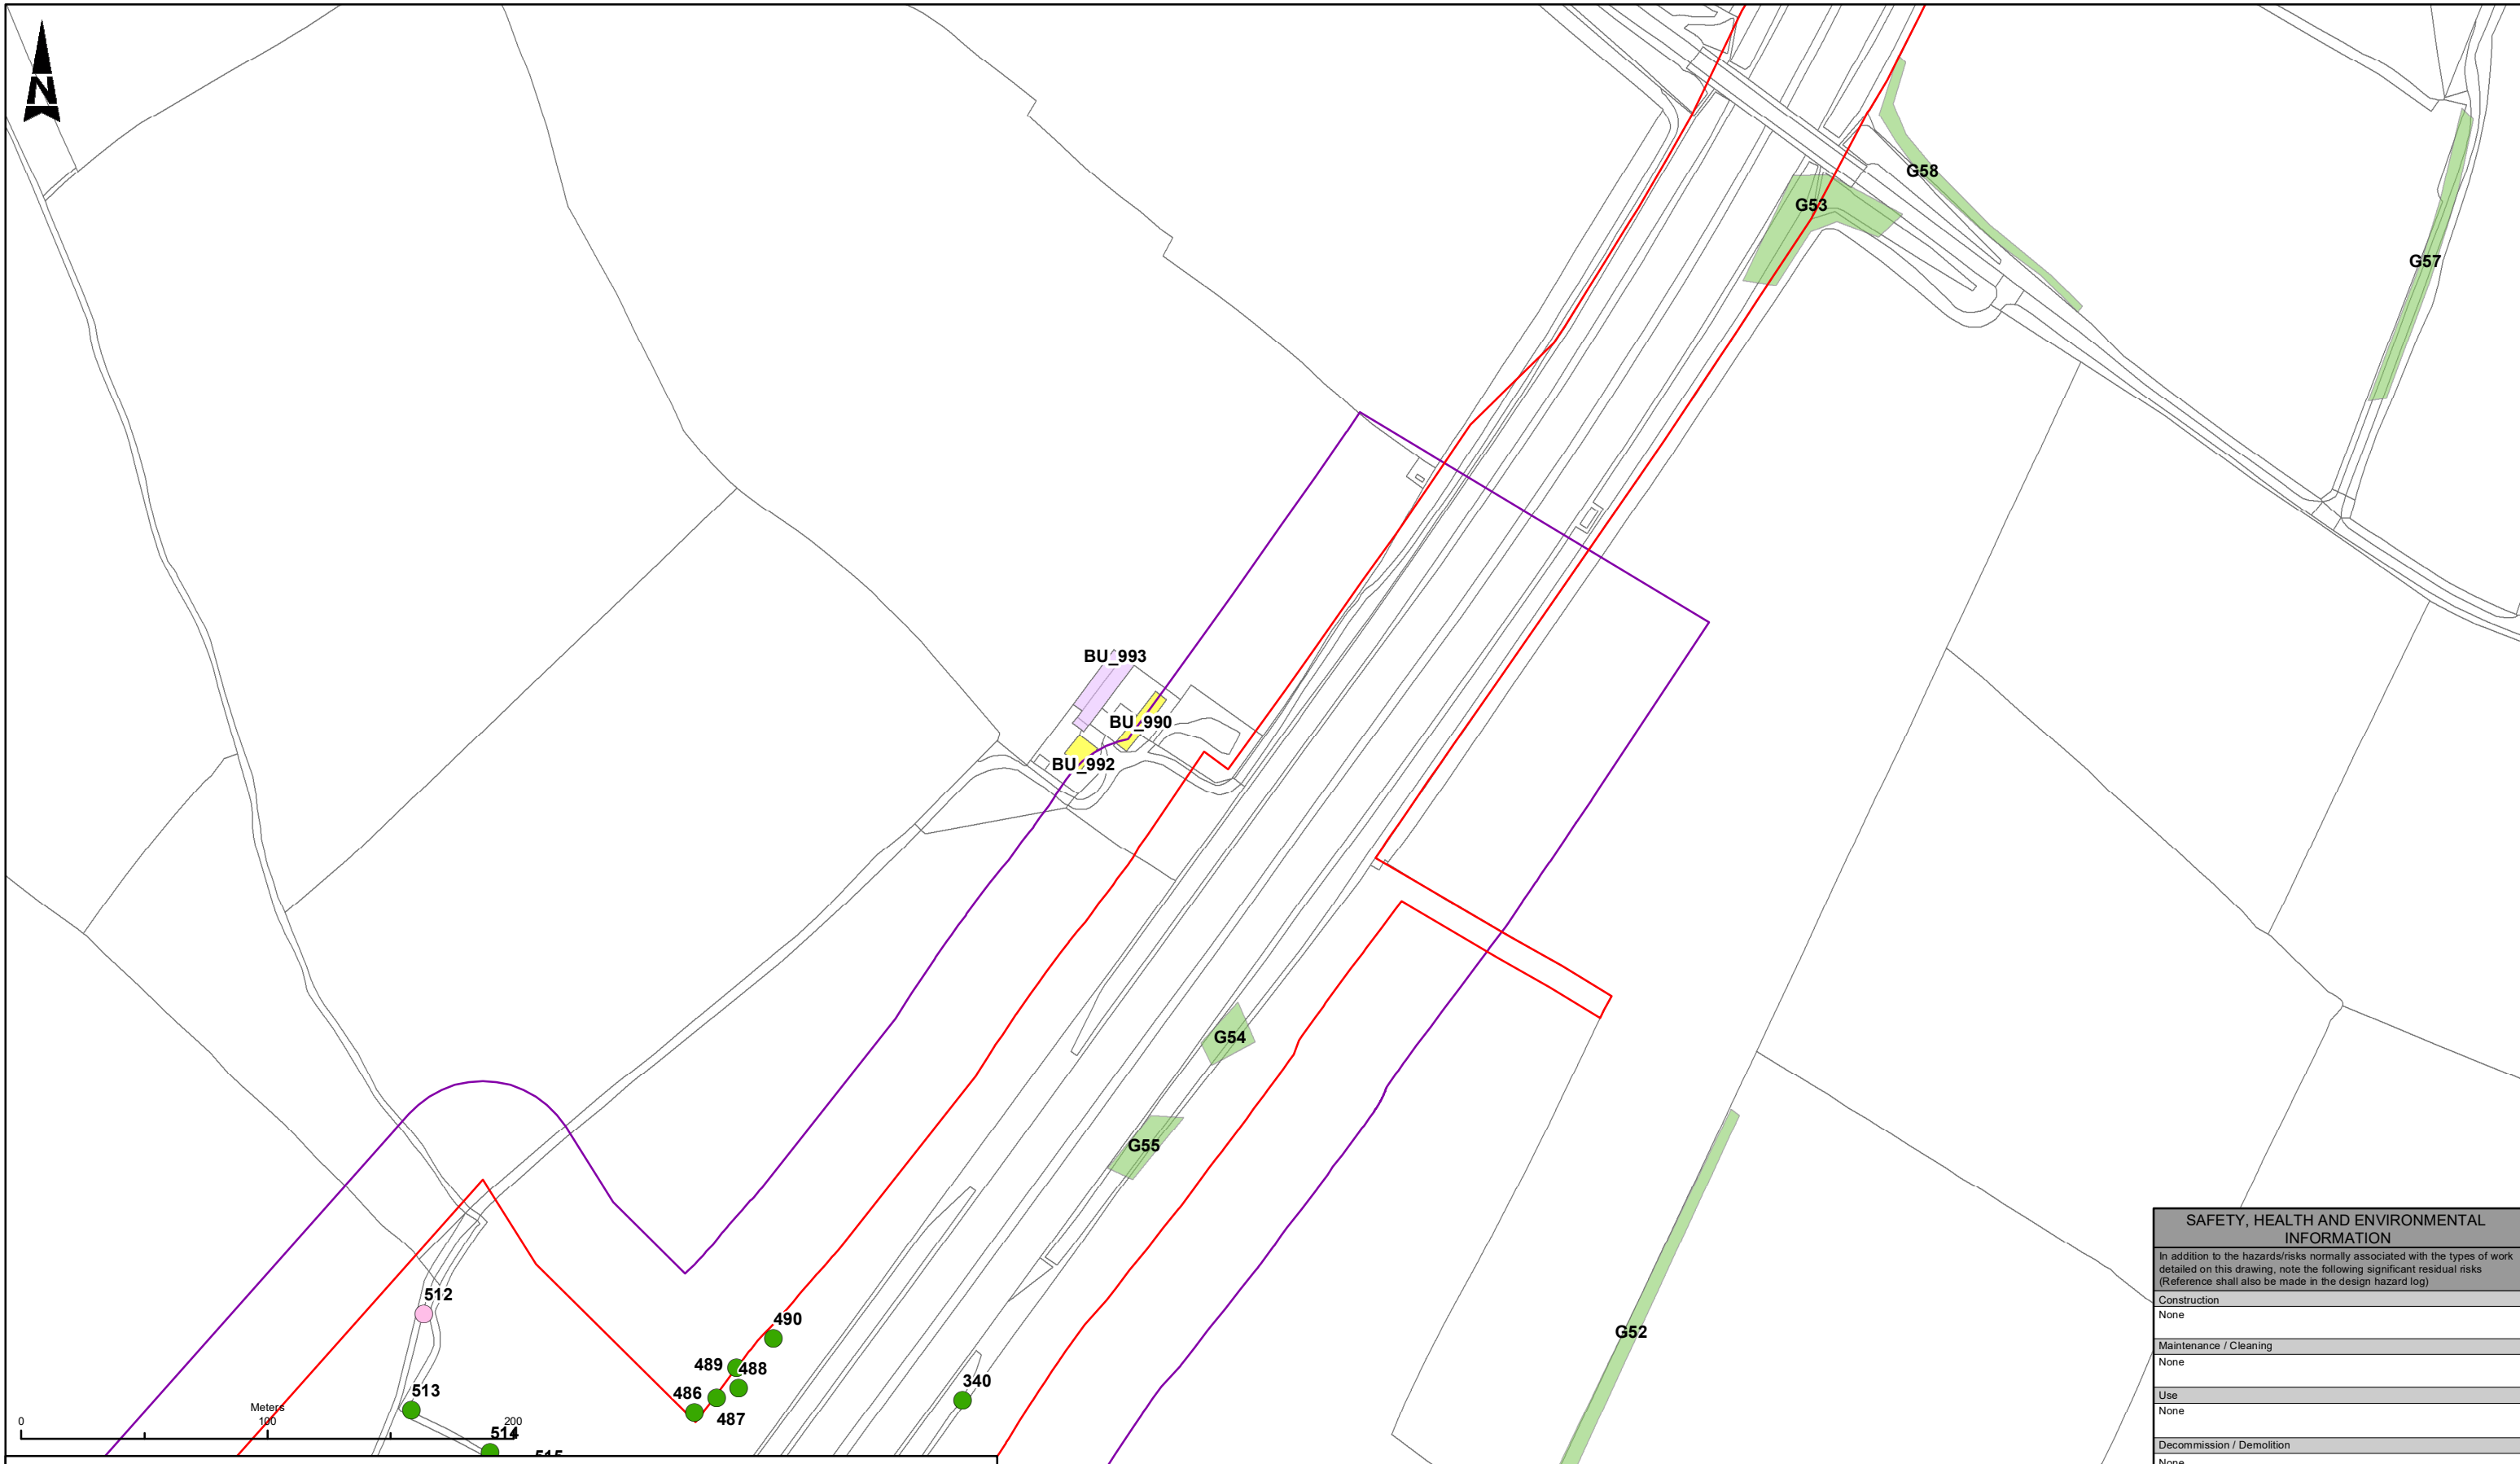 N
G58
G53
G57
BU_993
BU_990
BU_992
G54
G55
G52
512
490
489
488
486
487
340
513
514
Meters
0
100
200
SAFETY, HEALTH AND ENVIRONMENTAL
INFORMATION
In addition to the hazards/risks normally associated with the types of work
detailed on this drawing, note the following significant residual risks
(Reference shall also be made in the design hazard log)
Construction
None
Maintenance / Cleaning
None
Use
None
Decommission / Demolition
None